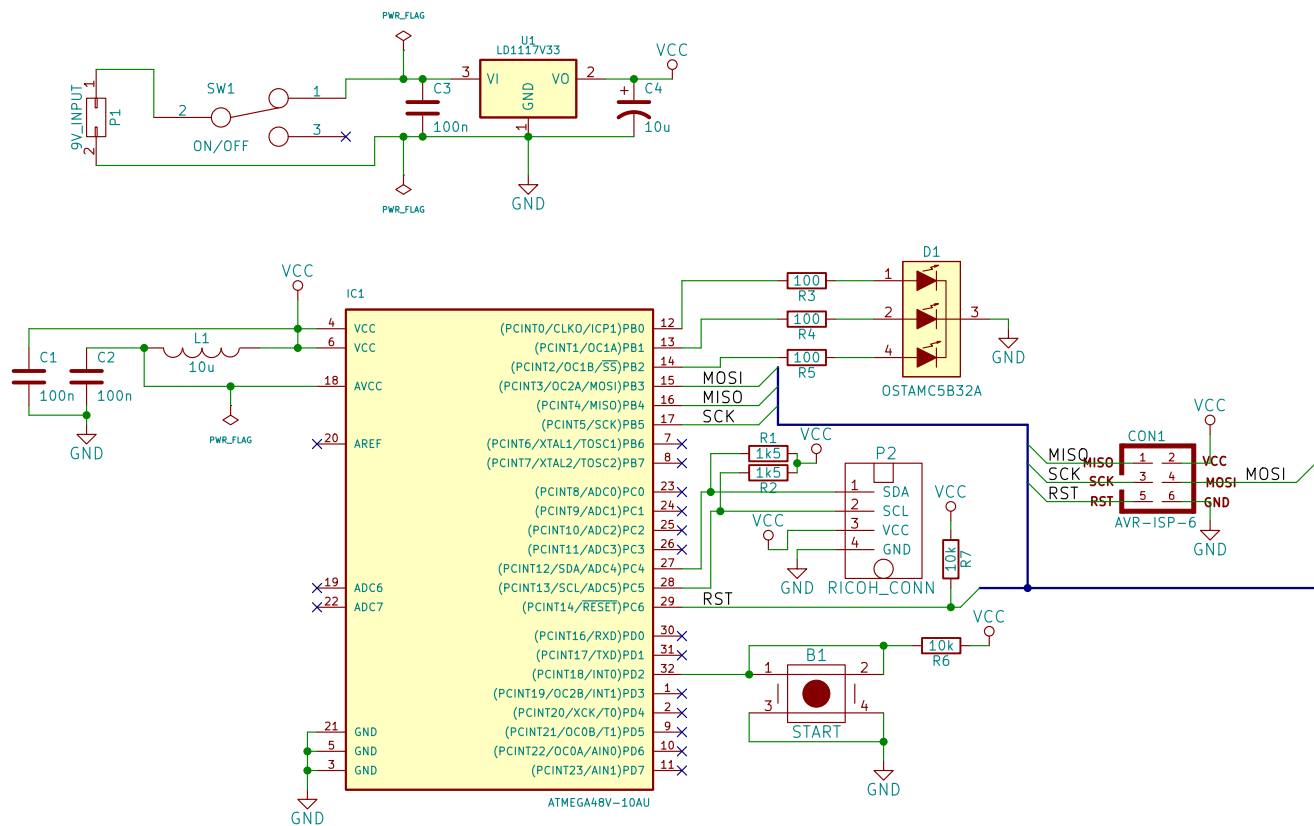 PWR_FLAG
U1
LD1117V33
VCC
3 VI VO 2
GND
1
C3
100n
C4
+
10u
SW1
1
2
3
ON/OFF
9V_INPUT
P1
1
2
PWR_FLAG
GND
VCC
IC1
C1
100n
C2
100n
L1
10u
PWR_FLAG
GND
4 VCC
6 VCC
18 AVCC
20 AREF
19 ADC6
22 ADC7
21 GND
5 GND
3 GND
GND
(PCINT0/CLKO/ICP1)PB0 12
(PCINT1/OC1A)PB1 13
(PCINT2/OC1B/SS)PB2 14
(PCINT3/OC2A/MOSI)PB3 15 MOSI
(PCINT4/MISO)PB4 16 MISO
(PCINT5/SCK)PB5 17 SCK
(PCINT6/XTAL1/TOSC1)PB6 7
(PCINT7/XTAL2/TOSC2)PB7 8
(PCINT8/ADC0)PC0 23
(PCINT9/ADC1)PC1 24
(PCINT10/ADC2)PC2 25
(PCINT11/ADC3)PC3 26
(PCINT12/SDA/ADC4)PC4 27
(PCINT13/SCL/ADC5)PC5 28
(PCINT14/RESET)PC6 29 RST
(PCINT16/RXD)PD0 30
(PCINT17/TXD)PD1 31
(PCINT18/INT0)PD2 32
(PCINT19/OC2B/INT1)PD3 1
(PCINT20/XCK/T0)PD4 2
(PCINT21/OC0B/T1)PD5 9
(PCINT22/OC0A/AIN0)PD6 10
(PCINT23/AIN1)PD7 11
ATMEGA48V-10AU
100
R3
100
R4
100
R5
D1
1
2
4
3
OSTAMC5B32A
GND
R1
1k5
1k5
R2
VCC
P2
1 SDA
2 SCL
3 VCC
4 GND
RICOH_CONN
VCC
GND
VCC
10k
R7
VCC
10k
R6
B1
1 2
3 4
START
GND
VCC
CON1
MISO MISO 1 2 VCC
SCK SCK 3 4 MOSI MOSI
RST RST 5 6 GND
AVR-ISP-6
GND